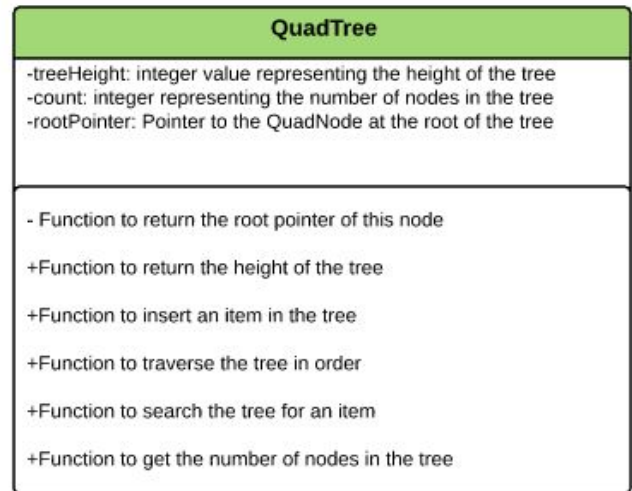 QuadTree
-treeHeight: integer value representing the height of the tree
-count: integer representing the number of nodes in the tree
-rootPointer: Pointer to the QuadNode at the root of the tree
- Function to return the root pointer of this node
+Function to return the height of the tree
+Function to insert an item in the tree
+Function to traverse the tree in order
+Function to search the tree for an item
+Function to get the number of nodes in the tree